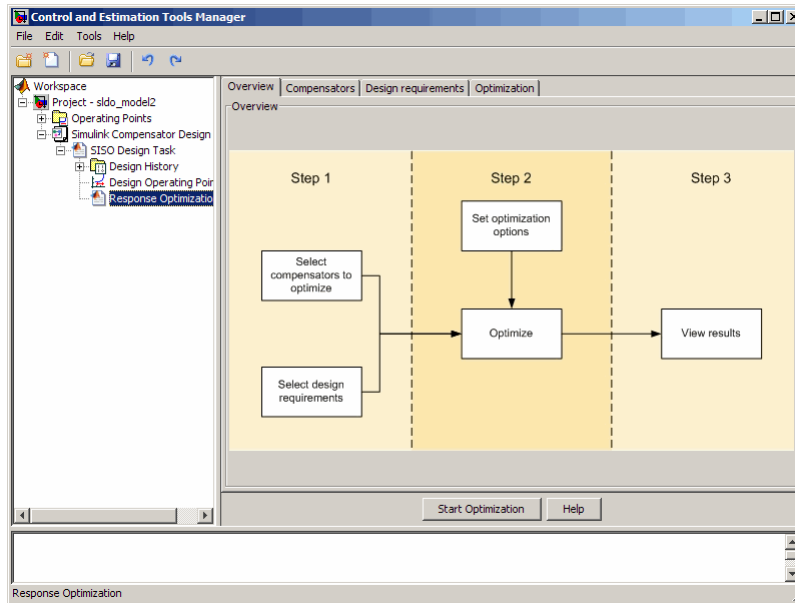 Control and Estimation Tools Manager
File Edit Tools Help
Workspace
Project - sldo_model2
Operating Points
Simulink Compensator Design
SISO Design Task
Design History
Design Operating Poir
Response Optimizatio
Overview Compensators Design requirements Optimization
Overview
Step 1
Step 2
Step 3
Set optimization
options
Select
compensators to
optimize
Optimize
View results
Select design
requirements
Start Optimization Help
Response Optimization